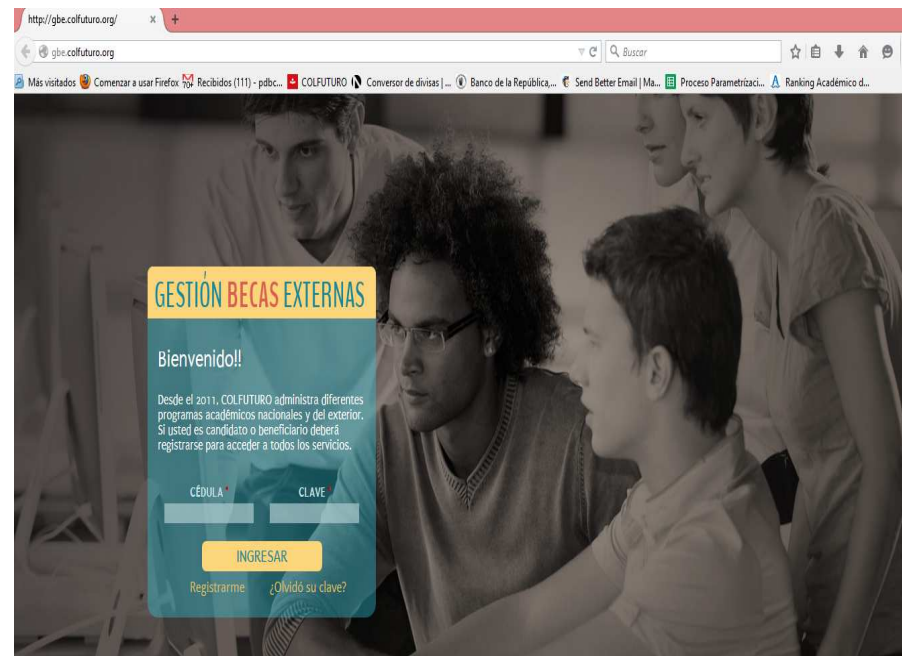 http://gbe.colfuturo.org/ × +
gbe.colfuturo.org Buscar
Más visitados Comenzar a usar Firefox 70+ Recibidos (111) - pdbc... COLFUTURO Conversor de divisas | ... Banco de la República,... Send Better Email | Ma... Proceso Parametrizaci... Ranking Académico d...
GESTIÓN BECAS EXTERNAS
Bienvenido!!
Desde el 2011, COLFUTURO administra diferentes
programas académicos nacionales y del exterior.
Si usted es candidato o beneficiario deberá
registrarse para acceder a todos los servicios.
CÉDULA * CLAVE *
INGRESAR
Registrarme ¿Olvidó su clave?